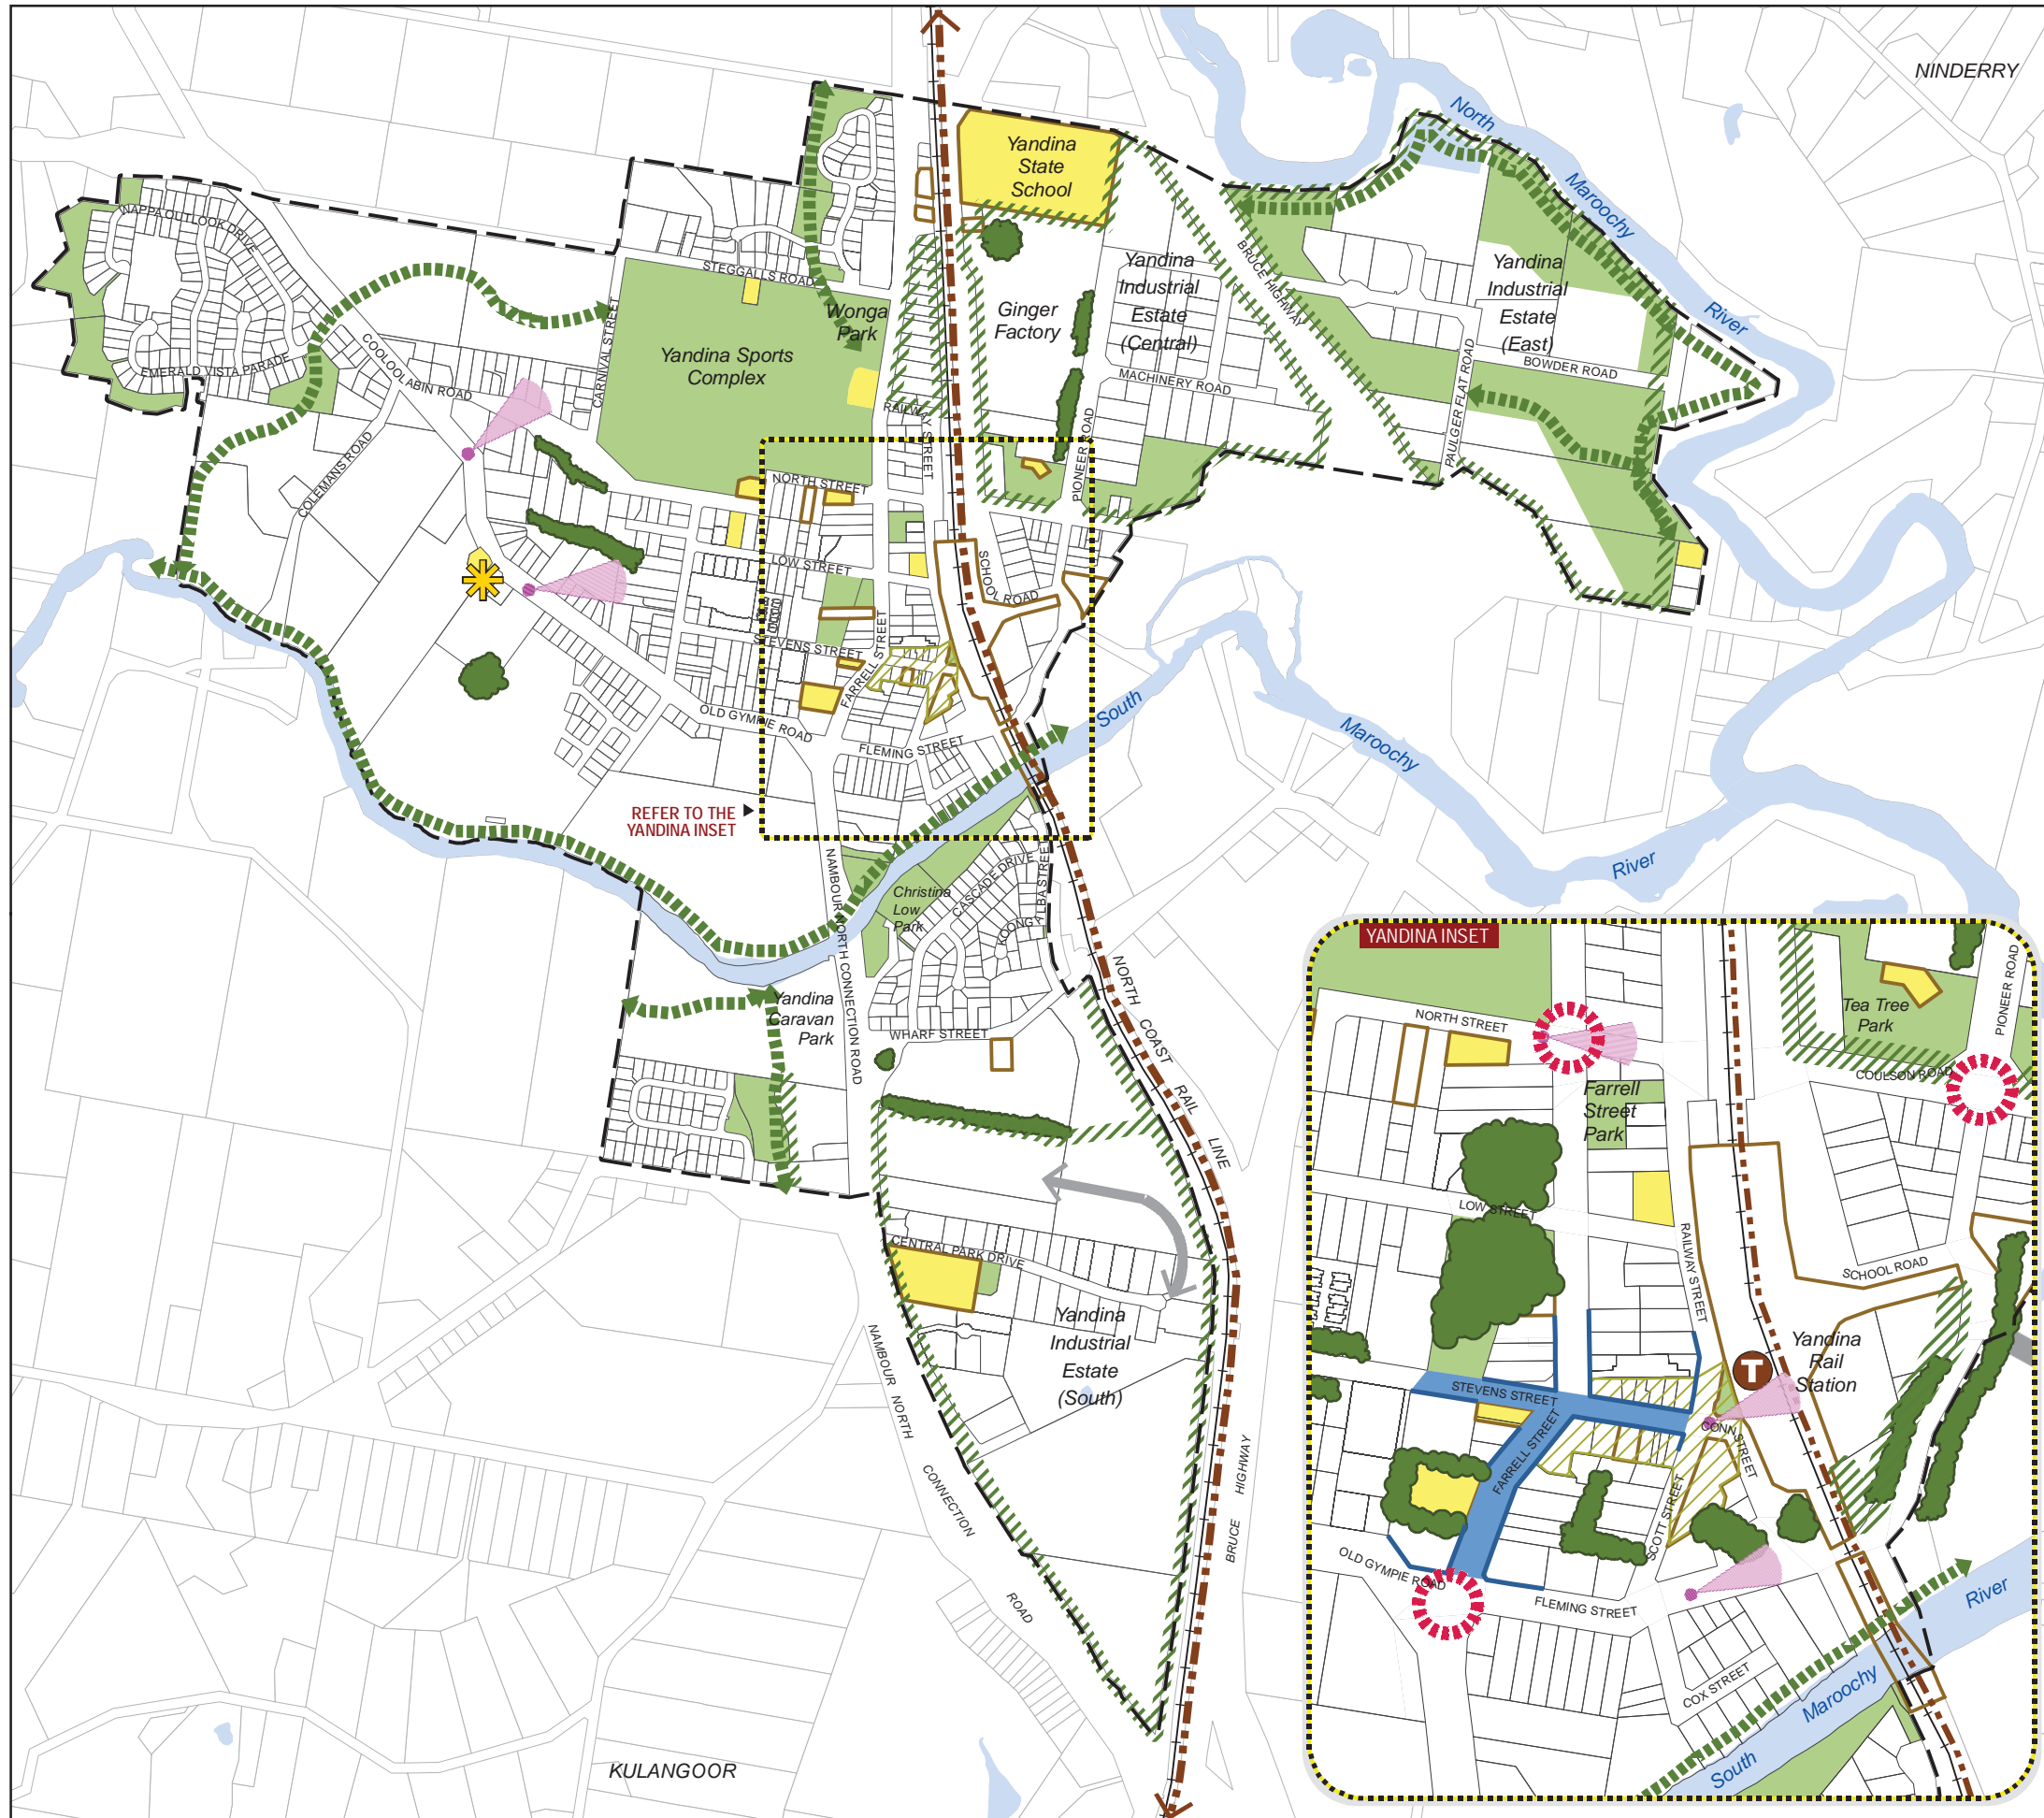 NINDERRY
North
Maroochy
River
Yandina
State
School
WAPPA OUTLOOK DRIVE
STEGGALLS ROAD
Wonga
Park
Ginger
Factory
Yandina
Industrial
Estate
(Central)
BRUCE HIGHWAY
Yandina
Industrial
Estate
(East)
BOWDER ROAD
PAULGER FLAT ROAD
MACHINERY ROAD
EMERALD VISTA PARADE
COOLOOLABIN ROAD
CARNIVAL STREET
Yandina Sports
Complex
RAILWAY STREET
PIONEER ROAD
COLEMANS ROAD
NORTH STREET
LOW STREET
SCHOOL ROAD
STEVENS STREET
FARRELL STREET
OLD GYMPIE ROAD
FLEMING STREET
South
Maroochy
River
REFER TO THE
YANDINA INSET
NAMBOUR NORTH CONNECTION ROAD
Christina
Low
Park
CASCADE DRIVE
KOONGALBA STREET
Yandina
Caravan
Park
WHARF STREET
NORTH COAST RAIL LINE
CENTRAL PARK DRIVE
Yandina
Industrial
Estate
(South)
NAMBOUR NORTH CONNECTION ROAD
BRUCE HIGHWAY
KULANGOOR
YANDINA INSET
NORTH STREET
Tea Tree
Park
PIONEER ROAD
COULSON ROAD
Farrell
Street
Park
LOW STREET
RAILWAY STREET
SCHOOL ROAD
Yandina
Rail
Station
T
STEVENS STREET
CONN STREET
FARRELL STREET
SCOTT STREET
OLD GYMPIE ROAD
FLEMING STREET
COX STREET
South
Maroochy
River